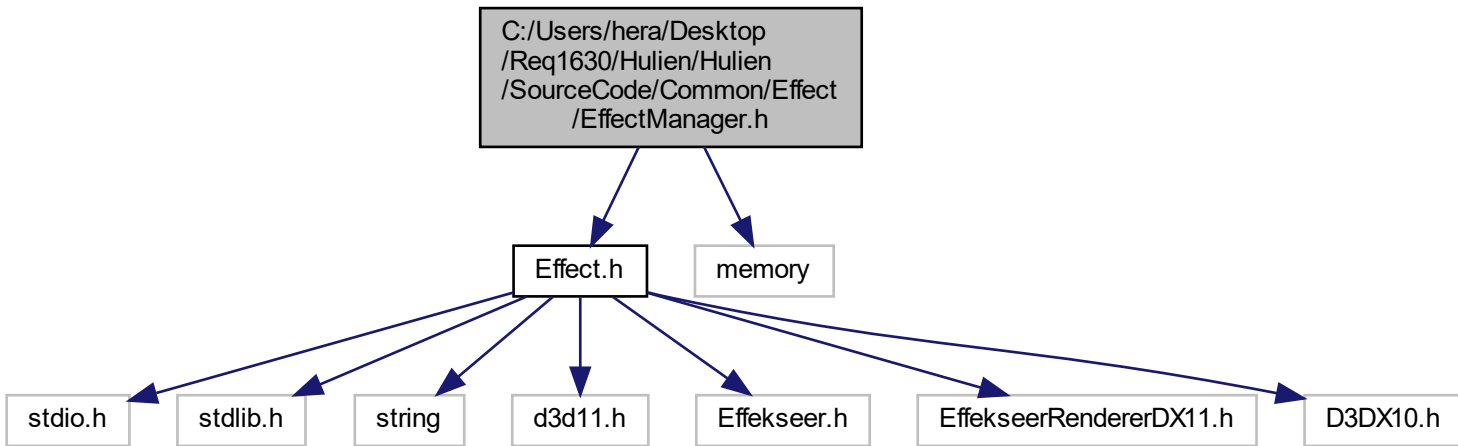 C:/Users/hera/Desktop
/Req1630/Hulien/Hulien
/SourceCode/Common/Effect
/EffectManager.h
Effect.h
memory
stdio.h
stdlib.h
string
d3d11.h
Effekseer.h
EffekseerRendererDX11.h
D3DX10.h